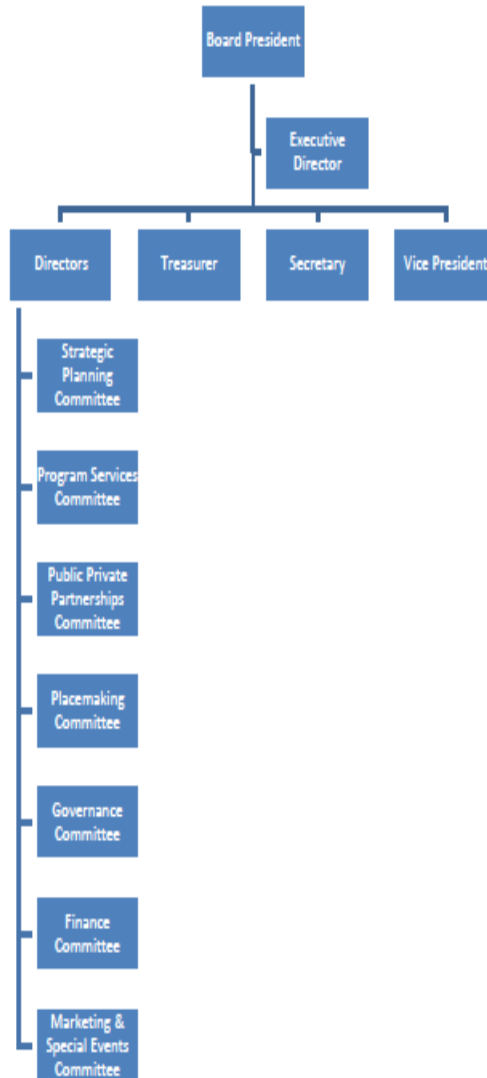 Board President
Executive
Director
Directors
Treasurer
Secretary
Vice President
Strategic
Planning
Committee
Program Services
Committee
Public Private
Partnerships
Committee
Placemaking
Committee
Governance
Committee
Finance
Committee
Marketing &
Special Events
Committee